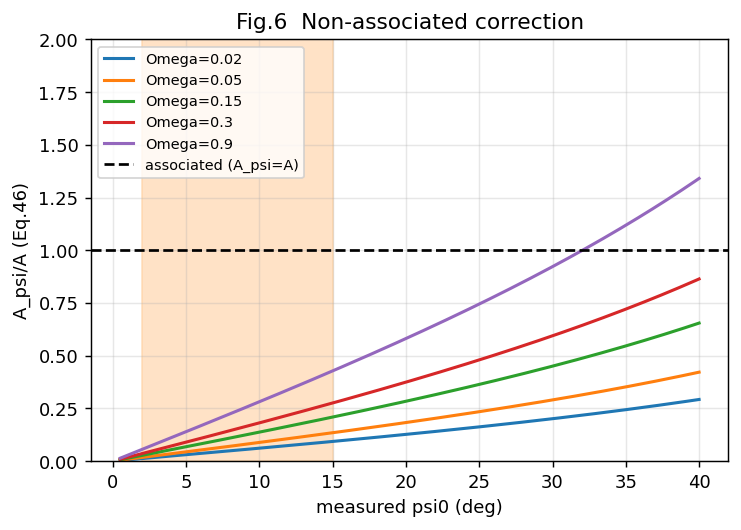 Fig.6  Non-associated correction
2.00
1.75
1.50
1.25
1.00
0.75
0.50
0.25
0.00
A_psi/A (Eq.46)
Omega=0.02
Omega=0.05
Omega=0.15
Omega=0.3
Omega=0.9
associated (A_psi=A)
0 5 10 15 20 25 30 35 40
measured psi0 (deg)